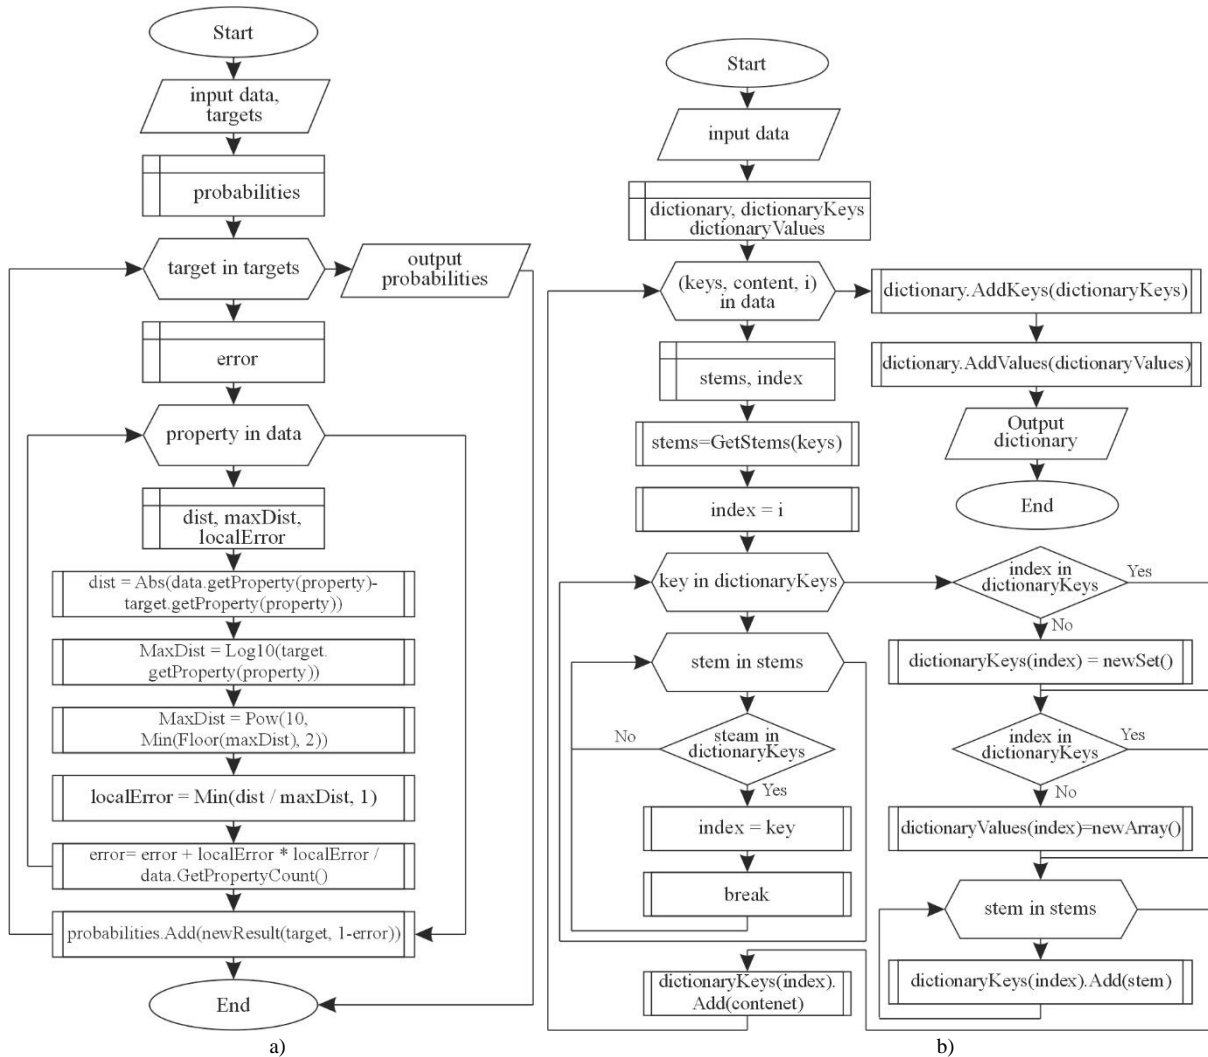 Start
input data,
targets
probabilities
target in targets
output
probabilities
error
property in data
dist, maxDist,
localError
dist = Abs(data.getProperty(property)-
target.getProperty(property))
MaxDist = Log10(target.
getProperty(property))
MaxDist = Pow(10,
Min(Floor(maxDist), 2))
localError = Min(dist / maxDist, 1)
error= error + localError * localError /
data.GetPropertyCount()
probabilities.Add(newResult(target, 1-error))
End
a)
Start
input data
dictionary, dictionaryKeys
dictionaryValues
(keys, content, i)
in data
dictionary.AddKeys(dictionaryKeys)
stems, index
dictionary.AddValues(dictionaryValues)
stems=GetStems(keys)
Output
dictionary
index = i
End
key in dictionaryKeys
index in
dictionaryKeys
Yes
No
stem in stems
dictionaryKeys(index) = newSet()
steam in
dictionaryKeys
No
Yes
index in
dictionaryKeys
Yes
No
index = key
dictionaryValues(index)=newArray()
break
stem in stems
dictionaryKeys(index).
Add(contenet)
dictionaryKeys(index).Add(stem)
b)